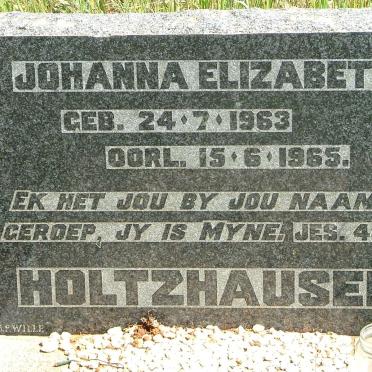 JOHANNA ELIZABET
GEB. 24·7·1963
OORL. 15·6·1965.
EK HET JOU BY JOU NAAM
GEROEP, JY IS MYNE. JES. 4
HOLTZHAUSE
WILLE